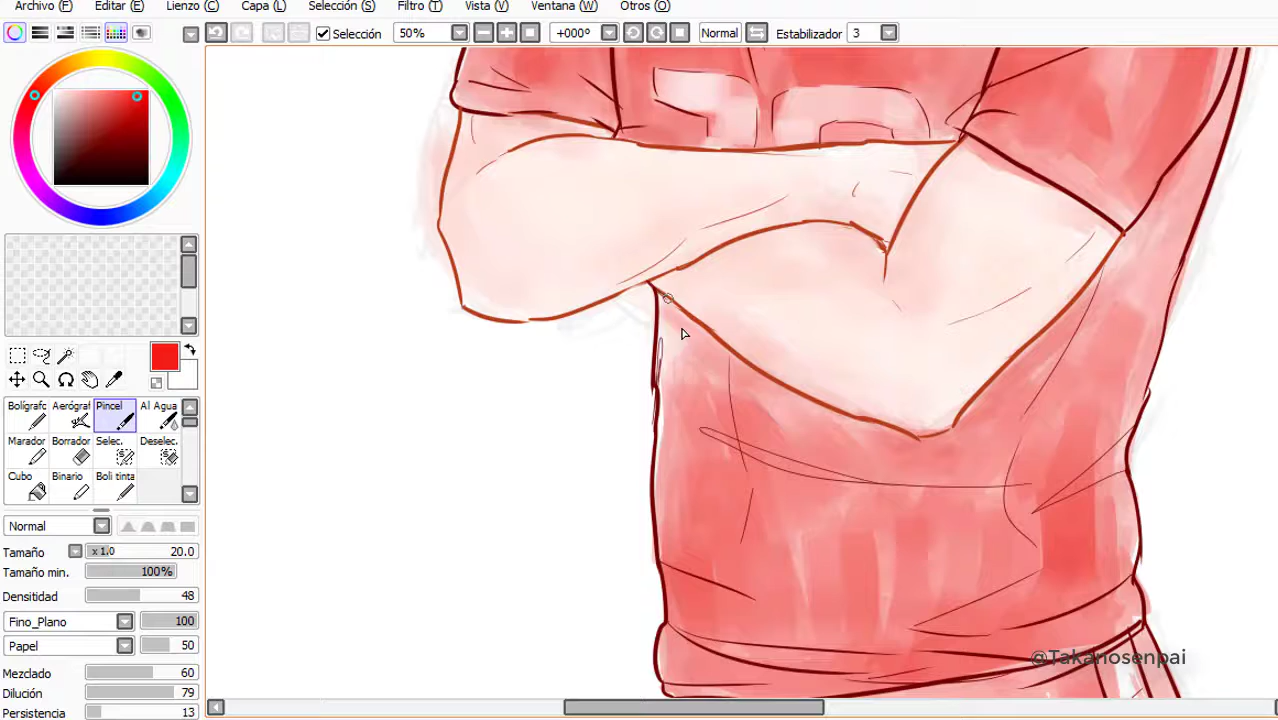 Archivo (F) Editar (E) Lienzo (C) Capa (L) Selección (S) Filtro (T) Vista (V) Ventana (W) Otros (O)
Selección 50% +000° Normal Estabilizador 3
Bolígrafc Aerógraf Pincel Al Agua
Marador Borrador Selec. Deselec.
Cubo Binario Boli tinta
Normal
Tamaño x 1.0 20.0
Tamaño min. 100%
Densitidad 48
Fino_Plano 100
Papel 50
Mezclado 60
Dilución 79
Persistencia 13
@Takanosenpai